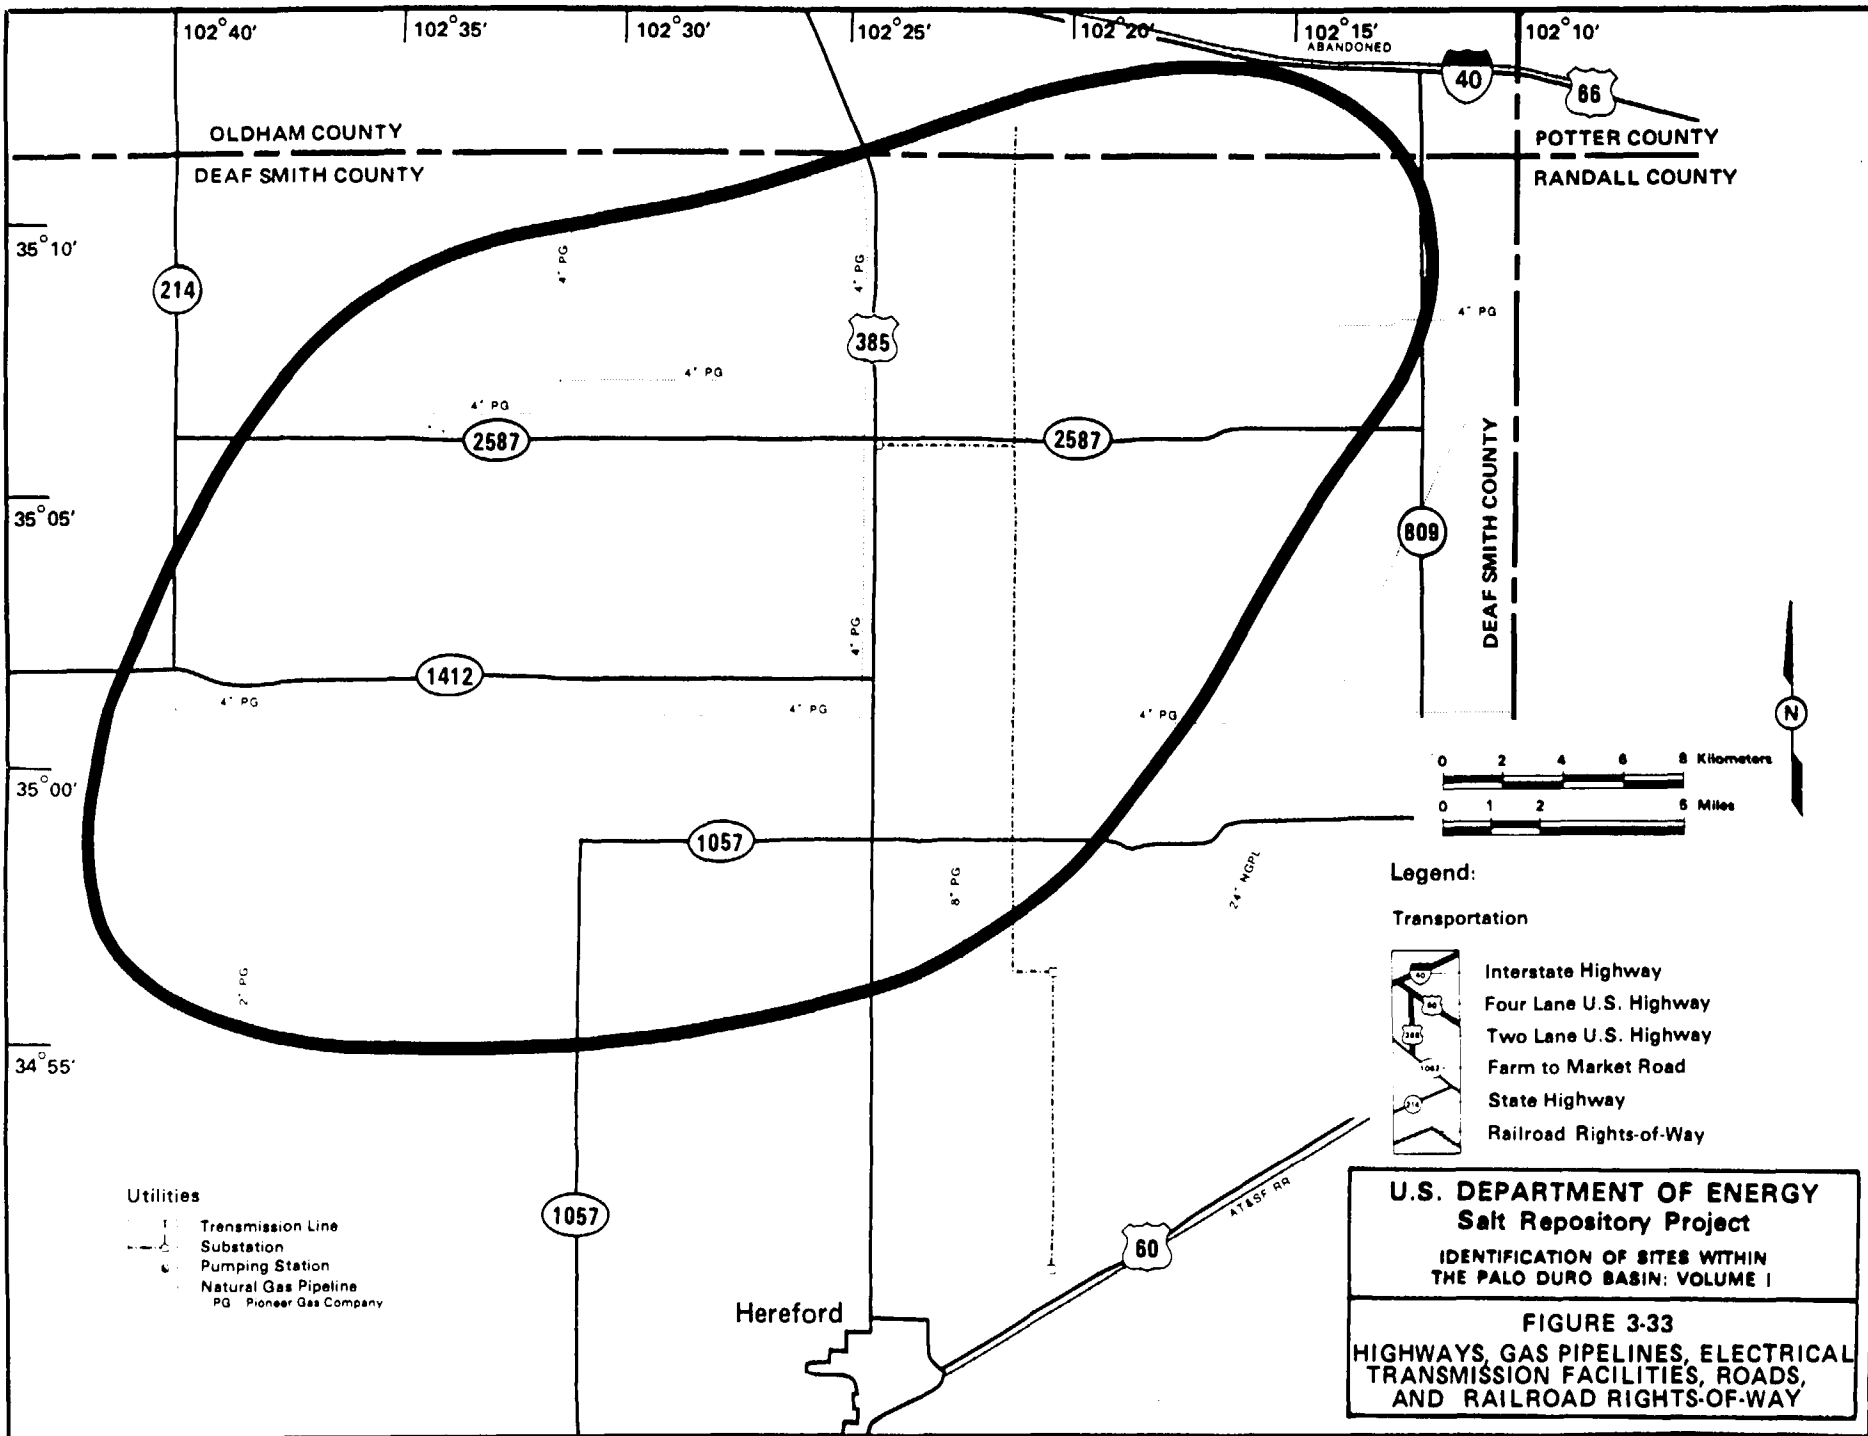 102°40'
102°35'
102°30'
102°25'
102°20'
102°15'
102°10'
ABANDONED
40
66
OLDHAM COUNTY
POTTER COUNTY
DEAF SMITH COUNTY
RANDALL COUNTY
35°10'
4" PG
4" PG
214
4" PG
385
4" PG
4" PG
2587
2587
35°05'
809
DEAF SMITH COUNTY
4" PG
1412
4" PG
4" PG
4" PG
N
35°00'
0 2 4 6 8 Kilometers
0 1 2 5 Miles
1057
8" PG
24" NGPL
2" PG
34°55'
Legend:
Transportation
40
Interstate Highway
66
Four Lane U.S. Highway
Two Lane U.S. Highway
Farm to Market Road
214
State Highway
Railroad Rights-of-Way
Utilities
Transmission Line
Substation
Pumping Station
Natural Gas Pipeline
PG Pioneer Gas Company
1057
AT&SF RR
60
Hereford
U.S. DEPARTMENT OF ENERGY
Salt Repository Project
IDENTIFICATION OF SITES WITHIN
THE PALO DURO BASIN: VOLUME I
FIGURE 3-33
HIGHWAYS, GAS PIPELINES, ELECTRICAL
TRANSMISSION FACILITIES, ROADS,
AND RAILROAD RIGHTS-OF-WAY